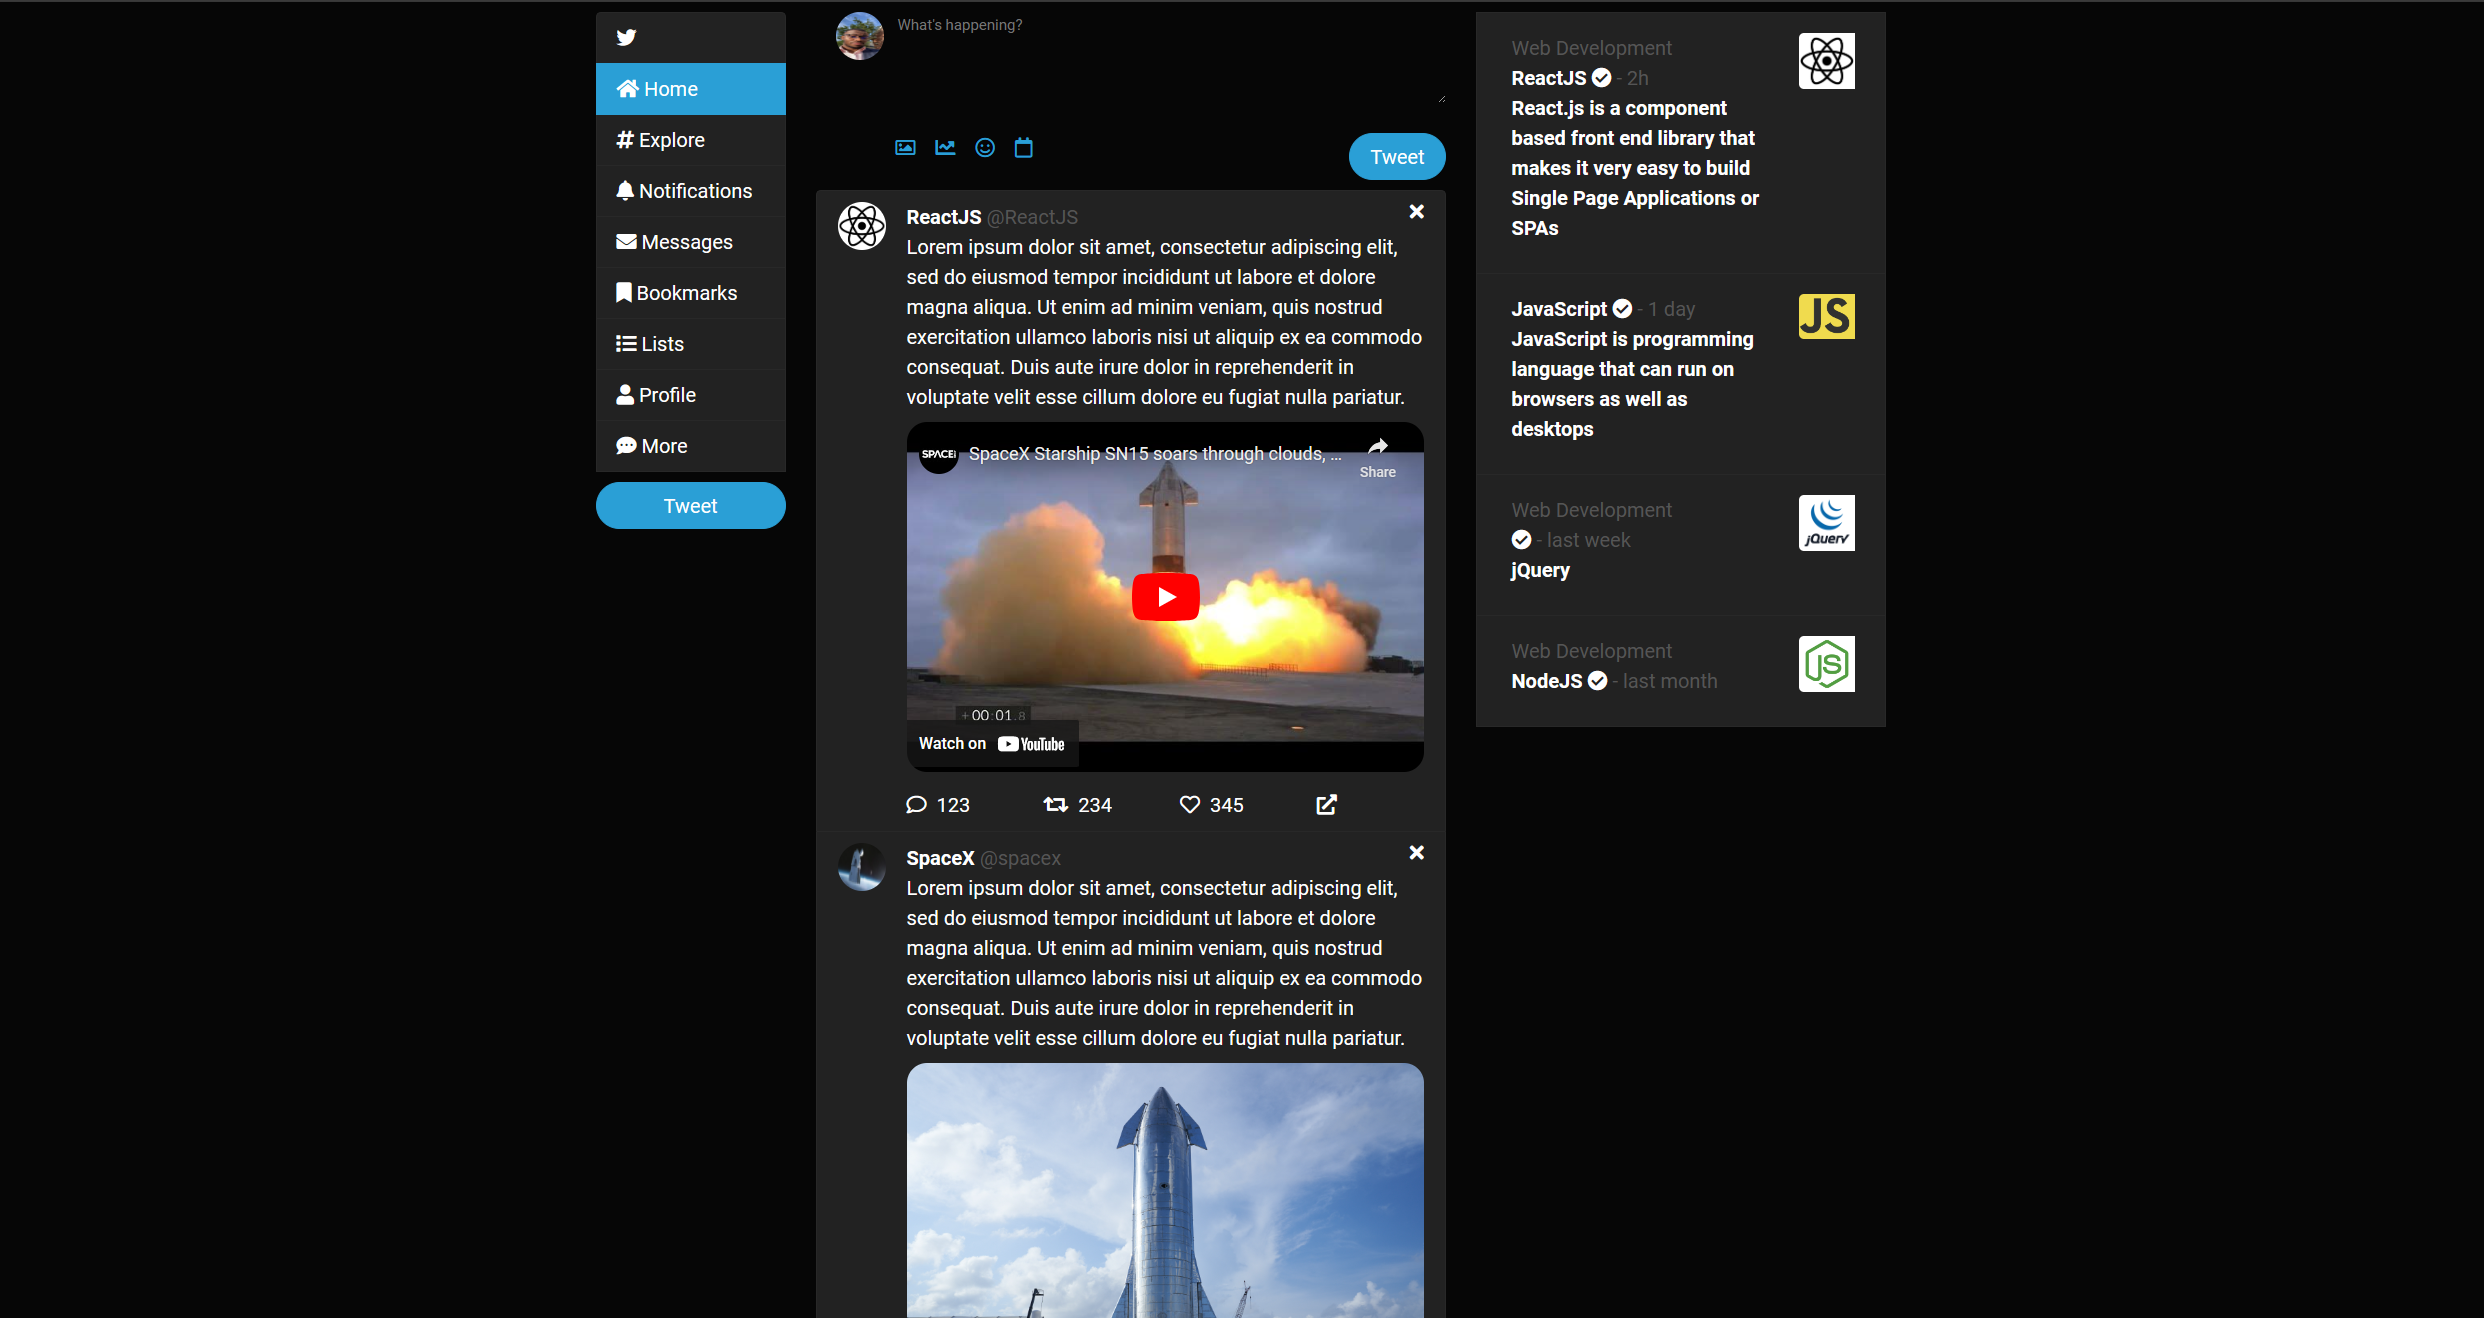 Home
Explore
Notifications
Messages
Bookmarks
Lists
Profile
More
Tweet
What's happening?
Tweet
ReactJS @ReactJS
Lorem ipsum dolor sit amet, consectetur adipiscing elit,
sed do eiusmod tempor incididunt ut labore et dolore
magna aliqua. Ut enim ad minim veniam, quis nostrud
exercitation ullamco laboris nisi ut aliquip ex ea commodo
consequat. Duis aute irure dolor in reprehenderit in
voluptate velit esse cillum dolore eu fugiat nulla pariatur.
SPACE
SpaceX Starship SN15 soars through clouds, ...
Share
+ 00:01.8
Watch on YouTube
123 234 345
SpaceX @spacex
Lorem ipsum dolor sit amet, consectetur adipiscing elit,
sed do eiusmod tempor incididunt ut labore et dolore
magna aliqua. Ut enim ad minim veniam, quis nostrud
exercitation ullamco laboris nisi ut aliquip ex ea commodo
consequat. Duis aute irure dolor in reprehenderit in
voluptate velit esse cillum dolore eu fugiat nulla pariatur.
Web Development
ReactJS - 2h
React.js is a component
based front end library that
makes it very easy to build
Single Page Applications or
SPAs
JavaScript - 1 day
JavaScript is programming
language that can run on
browsers as well as
desktops
JS
Web Development
- last week
jQuery
jQuery
Web Development
NodeJS - last month
JS